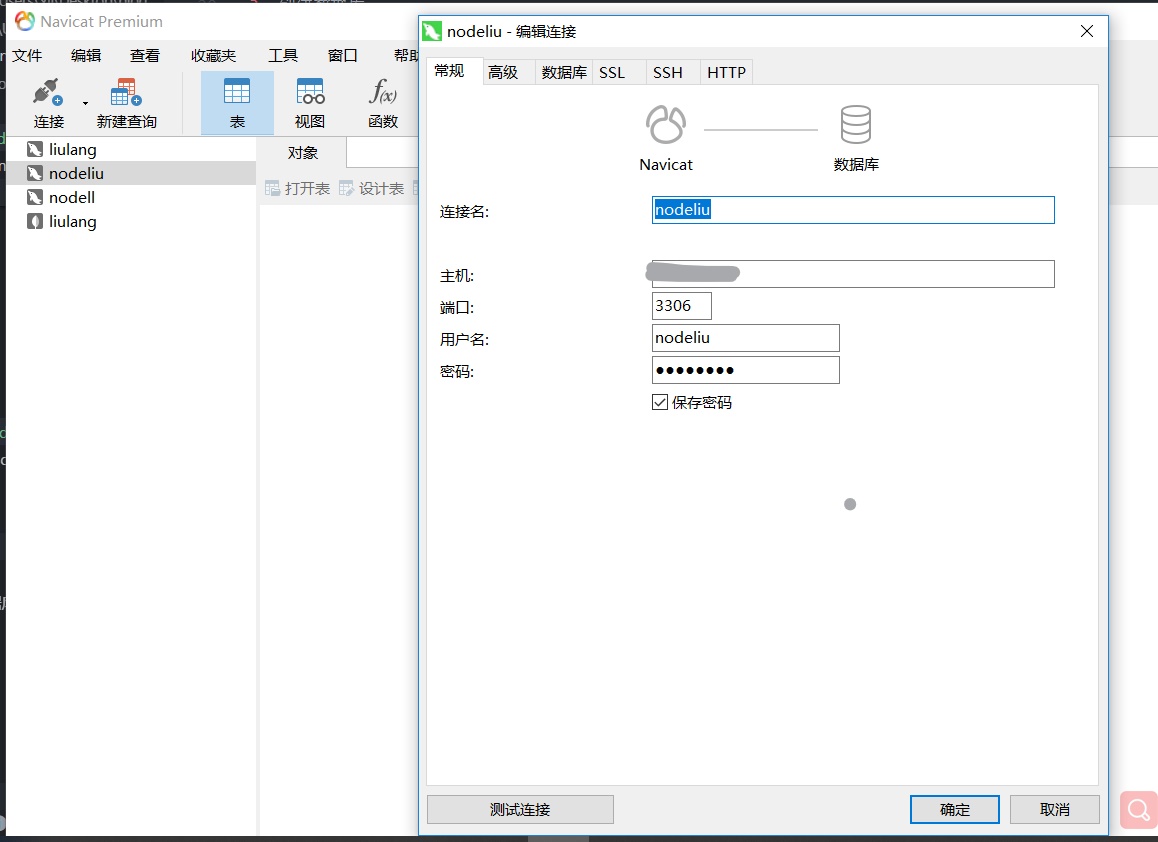 Navicat Premium
文件 编辑 查看 收藏夹 工具 窗口 帮助
连接 新建查询 表 视图 f(x) 函数
liulang
nodeliu
nodell
liulang
对象
打开表 设计表
nodeliu - 编辑连接
常规 高级 数据库 SSL SSH HTTP
Navicat 数据库
连接名: nodeliu
主机:
端口: 3306
用户名: nodeliu
密码: ●●●●●●●●
保存密码
测试连接 确定 取消